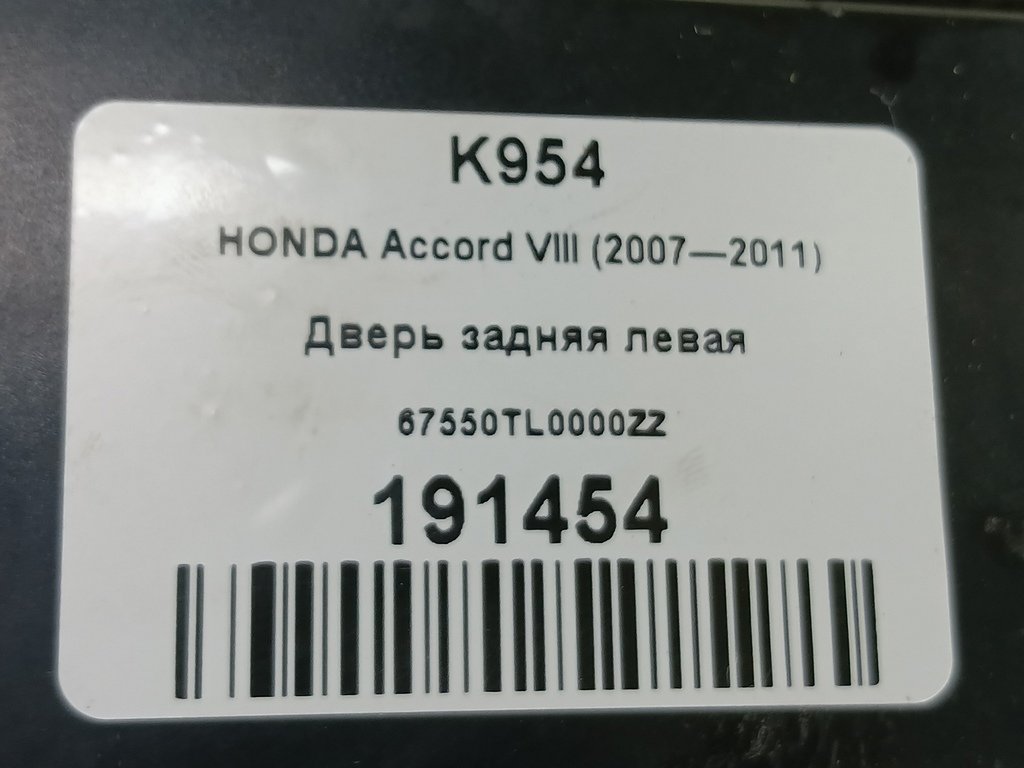 K954
HONDA Accord VIII (2007—2011)
Дверь задняя левая
67550TL0000ZZ
191454